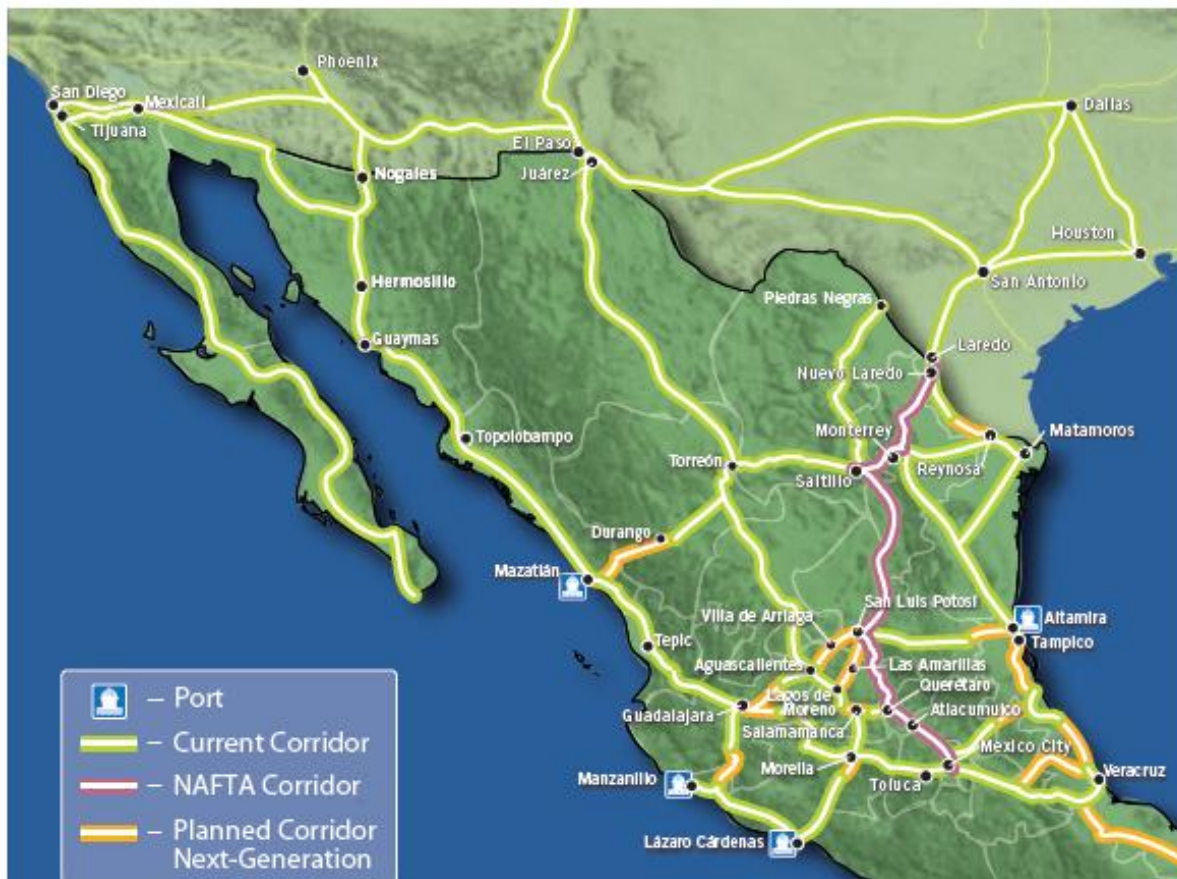 Phoenix
San Diego
Mexicali
Tijuana
Dallas
El Paso
Juárez
Nogales
Houston
San Antonio
Hermosillo
Piedras Negras
Guaymas
Laredo
Nuevo Laredo
Topolobampo
Monterrey
Matamoros
Torreón
Saltillo
Reynosa
Durango
Mazatlán
San Luis Potosí
Villa de Arriaga
Altamira
Tampico
Tepic
Aguascalientes
Las Amarillas
Querétaro
Lagos de
Moreno
Guadalajara
Atlacumulco
Salamamanca
Mexico City
Morelia
Toluca
Veracruz
Manzanillo
Lázaro Cárdenas
– Port
– Current Corridor
– NAFTA Corridor
– Planned Corridor
Next-Generation